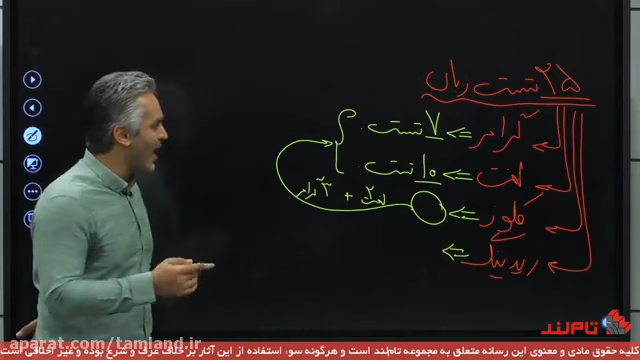 ۲۵ تست زبان
گرامر ⇐ ۷ تست
لغت ⇐ ۱۰ تست
کلوز ⇐ ۲ لغت + ۳ گرامر
ریدینگ ⇐
تاملند
aparat.com/tamland.ir
کلیه حقوق مادی و معنوی این رسانه متعلق به مجموعه تاملند است و هرگونه سوء استفاده از این آثار بر خلاف عرف و شرع بوده و غیر اخلاقی است